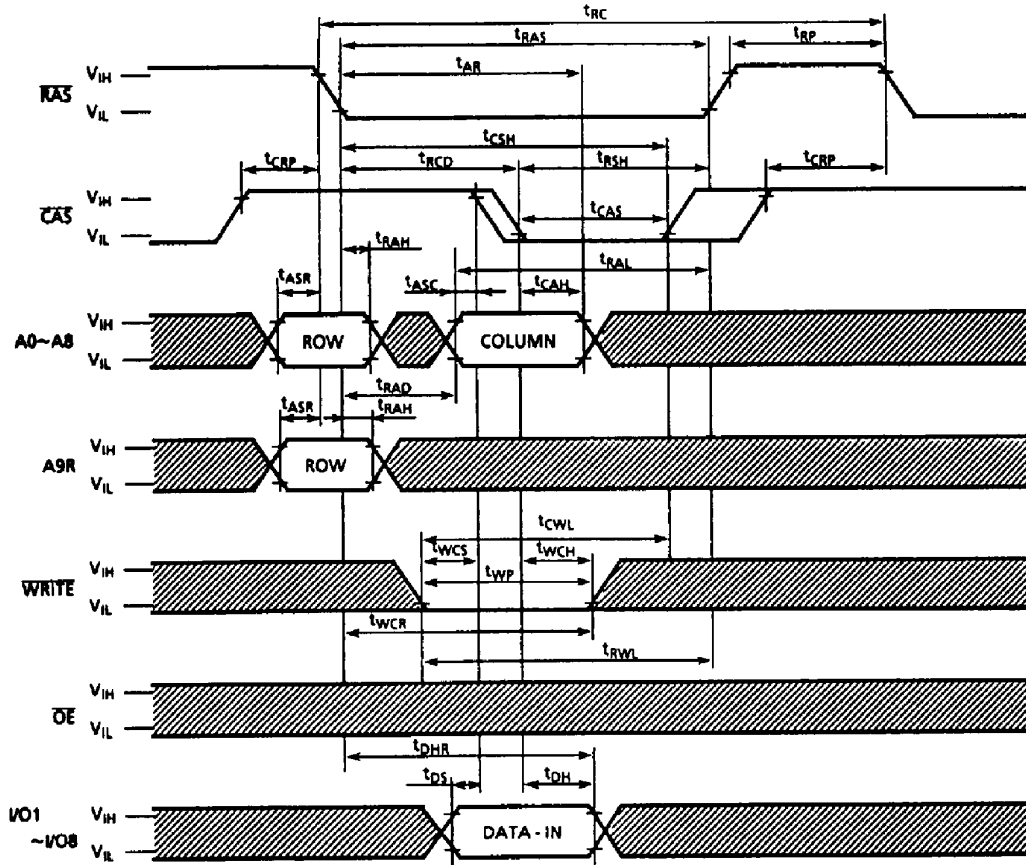 tRC
tRAS
tRP
tAR
RAS
VIH
VIL
tCSH
tCRP
tRCD
tRSH
tCRP
CAS
VIH
VIL
tCAS
tRAH
tRAL
tASR
tASC
tCAH
A0~A8
VIH
VIL
ROW
COLUMN
tRAD
tASR
tRAH
A9R
VIH
VIL
ROW
tCWL
tWCS
tWCH
tWP
WRITE
VIH
VIL
tWCR
tRWL
OE
VIH
VIL
tDHR
tDS
tDH
I/O1
~I/O8
VIH
VIL
DATA - IN